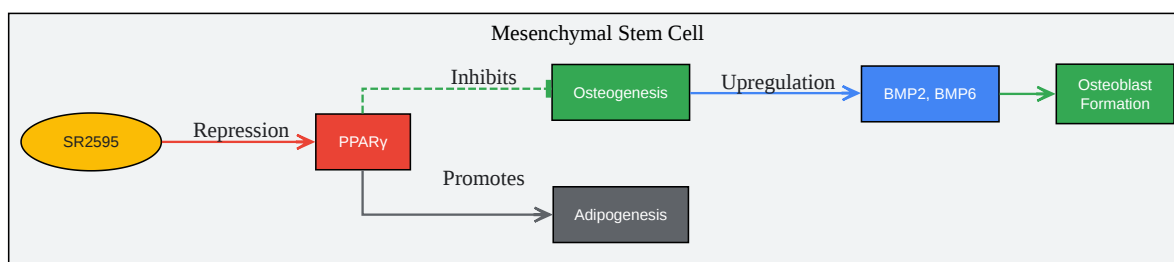 Mesenchymal Stem Cell
Inhibits
Osteogenesis
Upregulation
BMP2, BMP6
Osteoblast
Formation
SR2595
Repression
PPARγ
Promotes
Adipogenesis